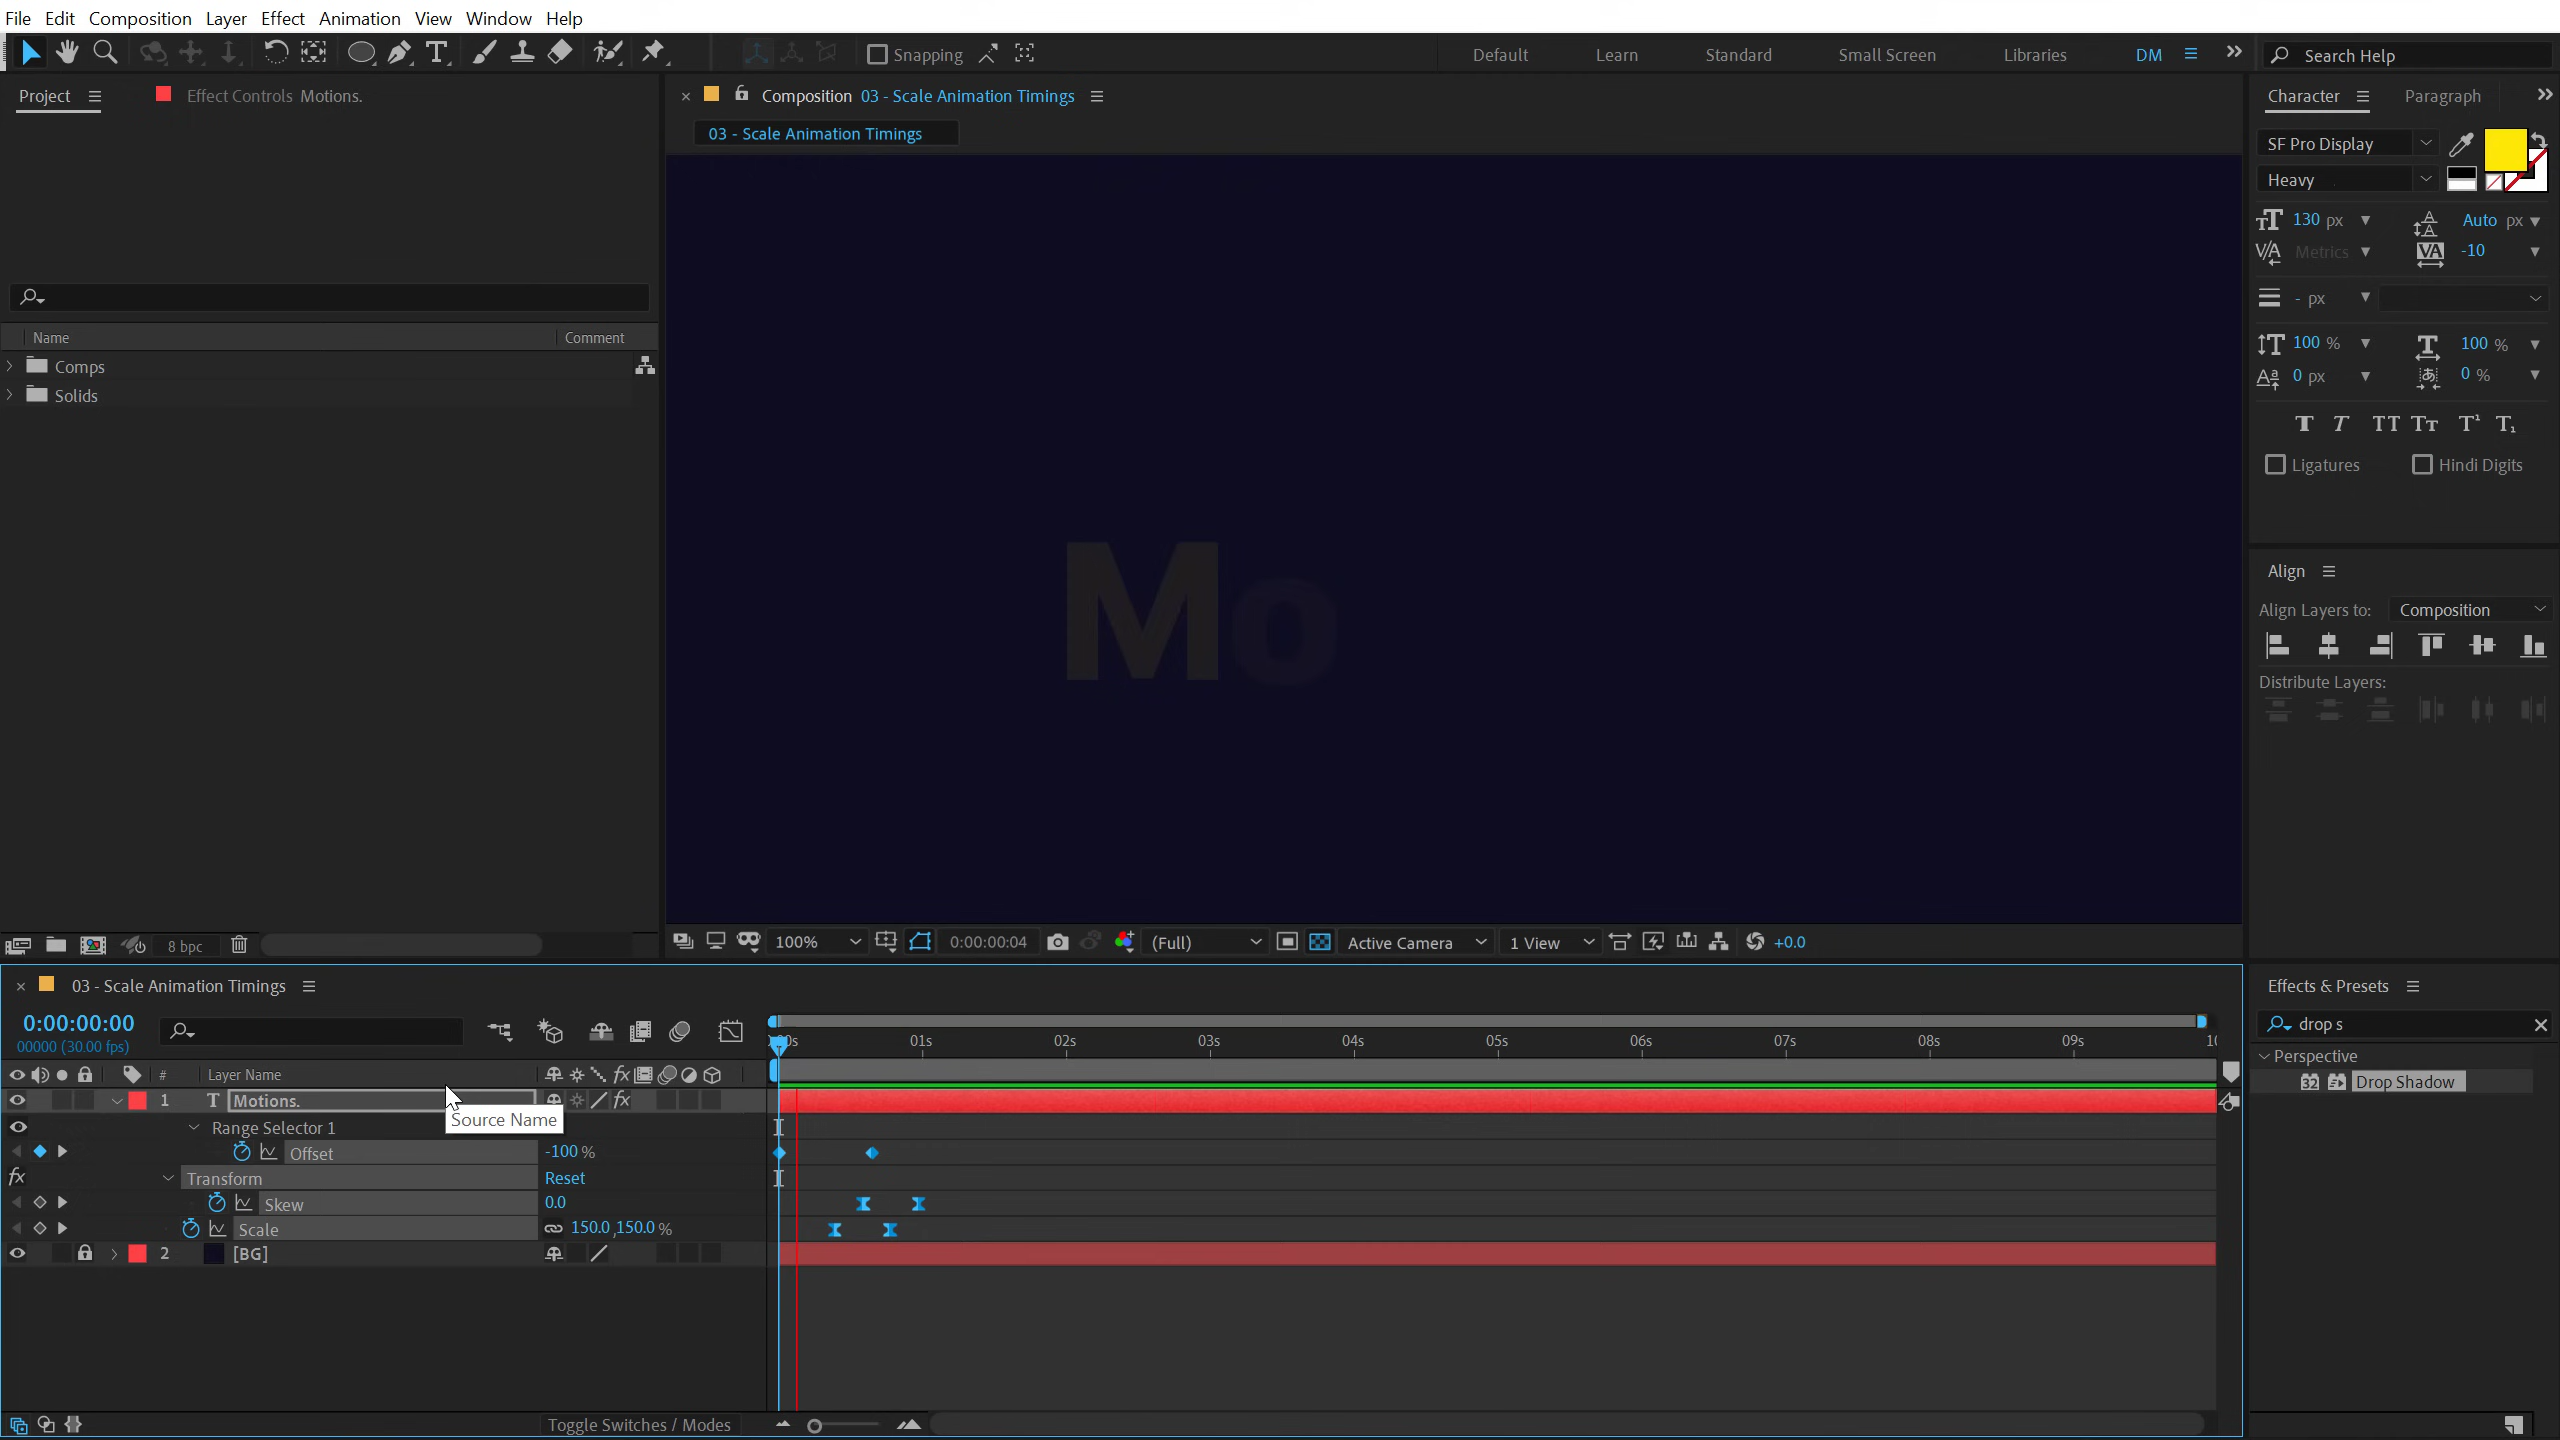 File Edit Composition Layer Effect Animation View Window Help
Snapping Default Learn Standard Small Screen Libraries DM Search Help
Project Effect Controls Motions. Composition 03 - Scale Animation Timings Character Paragraph
03 - Scale Animation Timings
SF Pro Display
Heavy
130 px Auto px
Metrics -10
- px
100 % 100 %
0 px 0 %
T T TT TT T¹ T₁
Ligatures Hindi Digits
Name Comment
Comps
Solids
Mo
Align
Align Layers to: Composition
Distribute Layers:
8 bpc 100% 0:00:00:04 (Full) Active Camera 1 View +0.0
03 - Scale Animation Timings
0:00:00:00
00000 (30.00 fps)
01s 02s 03s 04s 05s 06s 07s 08s 09s
# Layer Name
1 T Motions.
Source Name
Range Selector 1
Offset -100 %
fx Transform Reset
Skew 0.0
Scale 150.0,150.0 %
2 [BG]
Toggle Switches / Modes
Effects & Presets
drop s
Perspective
32 Drop Shadow